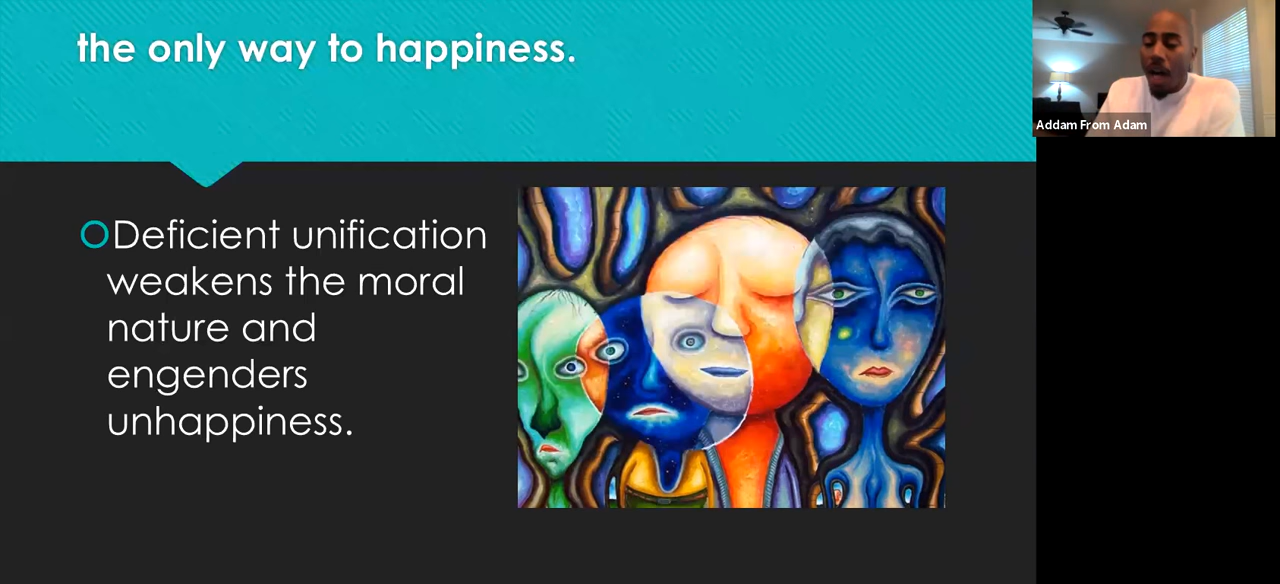 the only way to happiness.
Addam From Adam
Deficient unification
weakens the moral
nature and
engenders
unhappiness.